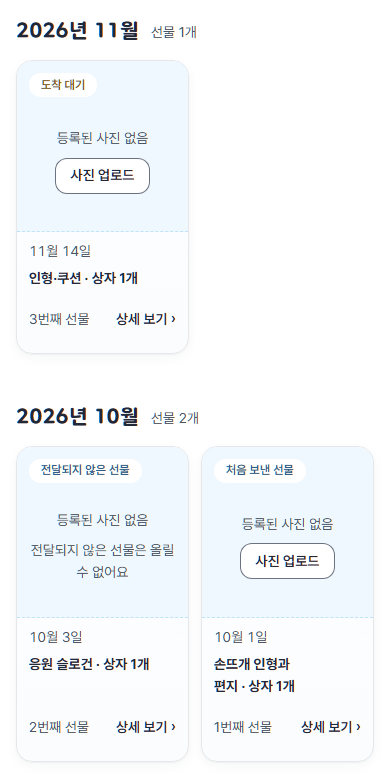 2026년 11월 선물 1개
도착 대기
등록된 사진 없음
사진 업로드
11월 14일
인형·쿠션 · 상자 1개
3번째 선물 상세 보기 ›
2026년 10월 선물 2개
전달되지 않은 선물
등록된 사진 없음
전달되지 않은 선물은 올릴
수 없어요
10월 3일
응원 슬로건 · 상자 1개
2번째 선물 상세 보기 ›
처음 보낸 선물
등록된 사진 없음
사진 업로드
10월 1일
손뜨개 인형과
편지 · 상자 1개
1번째 선물 상세 보기 ›